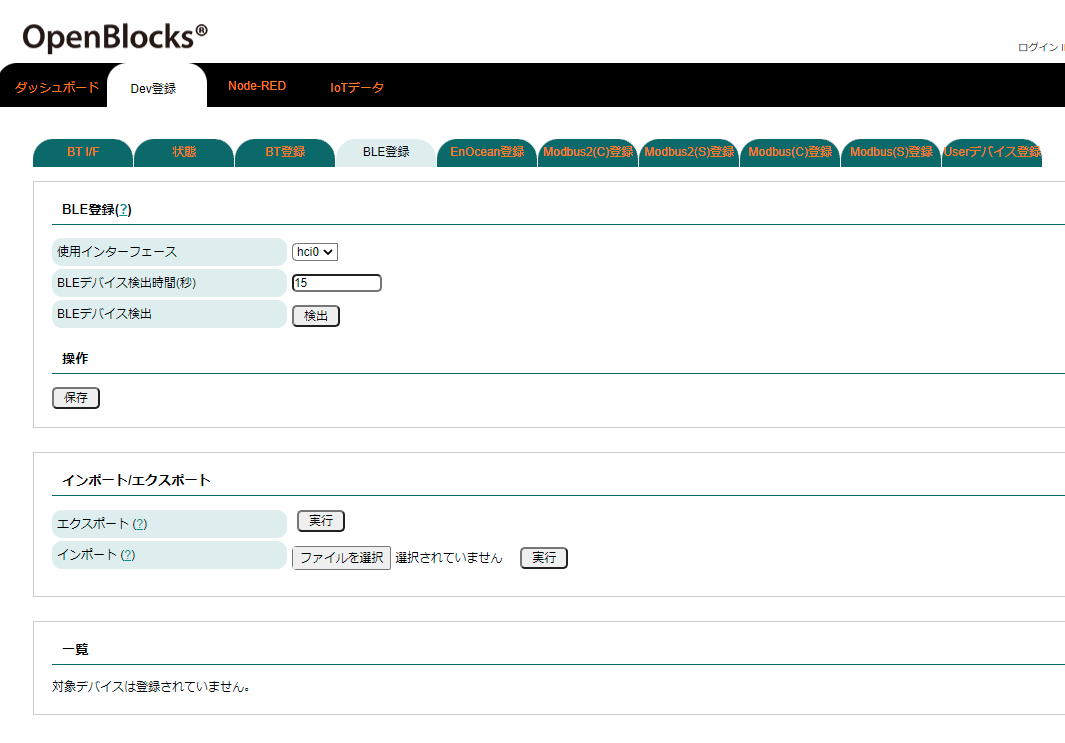 OpenBlocks®
ログイン
ダッシュボード Dev登録 Node-RED IoTデータ
BT I/F 状態 BT登録 BLE登録 EnOcean登録 Modbus2(C)登録 Modbus2(S)登録 Modbus(C)登録 Modbus(S)登録 Userデバイス登録
BLE登録(?)
使用インターフェース hci0
BLEデバイス検出時間(秒) 15
BLEデバイス検出 検出
操作
保存
インポート/エクスポート
エクスポート (?) 実行
インポート (?) ファイルを選択 選択されていません 実行
一覧
対象デバイスは登録されていません。